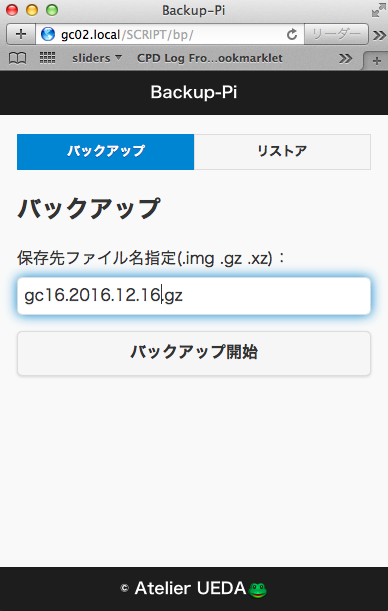 Backup-Pi
gc02.local/SCRIPT/bp/ リーダー
sliders CPD Log Fro...ookmarklet
Backup-Pi
バックアップ リストア
バックアップ
保存先ファイル名指定(.img .gz .xz)：
gc16.2016.12.16.gz
バックアップ開始
© Atelier UEDA🐸